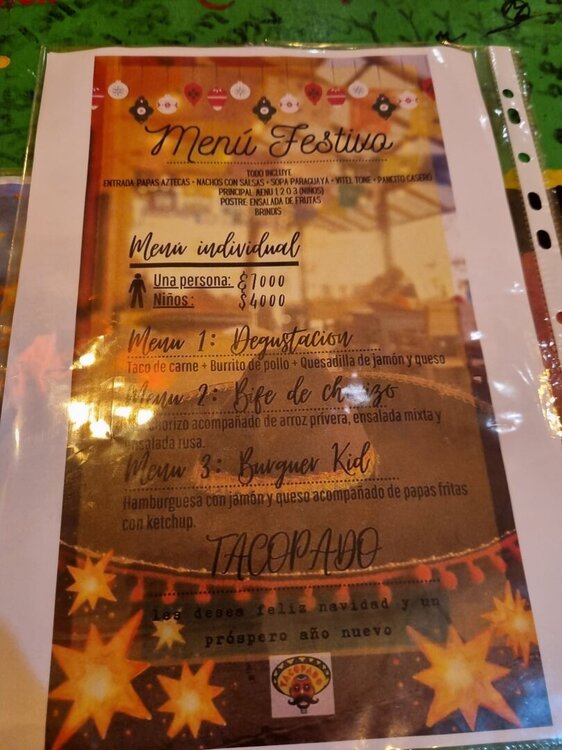 Menú Festivo
TODO INCLUYE
ENTRADA PAPAS AZTECAS • NACHOS CON SALSAS • SOPA PARAGUAYA • VITEL TONE • PANCITO CASERO
PRINCIPAL MENU 1 2 O 3 (NIÑOS)
POSTRE ENSALADA DE FRUTAS
BRINDIS
Menú individual
Una persona: $7000
Niños: $4000
Menu 1: Degustacion
Taco de carne + Burrito de pollo + Quesadilla de jamón y queso
Menu 2: Bife de chorizo
chorizo acompañado de arroz privera, ensalada mixta y
ensalada rusa.
Menu 3: Burguer Kid
Hamburguesa con jamón y queso acompañado de papas fritas
con ketchup.
TACOPADO
les desea feliz navidad y un
próspero año nuevo
TACOPADO